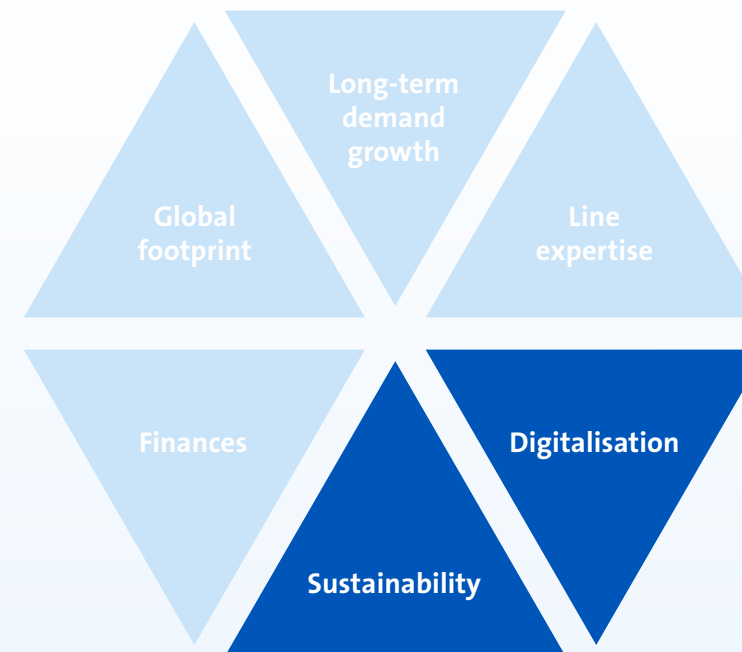 Long-term
demand
growth
Global
footprint
Line
expertise
Finances
Digitalisation
Sustainability